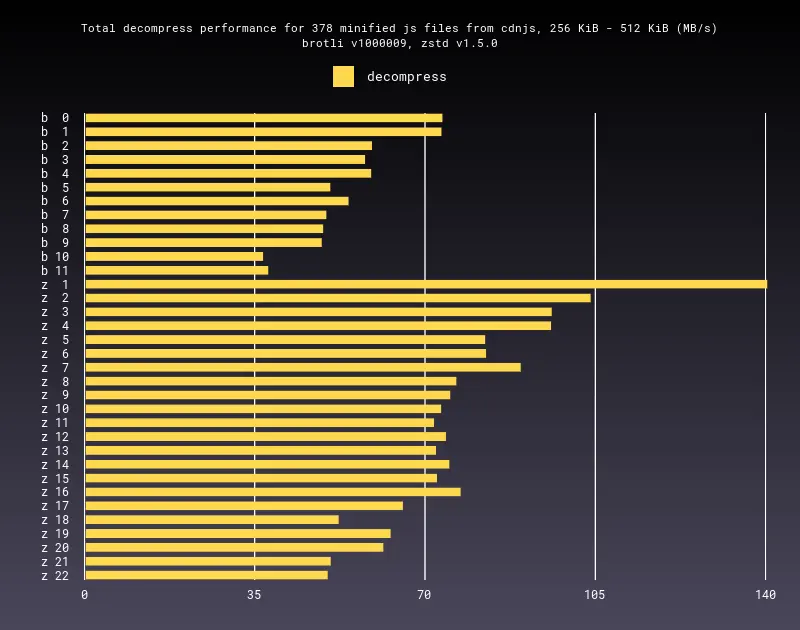 Total decompress performance for 378 minified js files from cdnjs, 256 KiB - 512 KiB (MB/s)
brotli v1000009, zstd v1.5.0
decompress
b 0
b 1
b 2
b 3
b 4
b 5
b 6
b 7
b 8
b 9
b 10
b 11
z 1
z 2
z 3
z 4
z 5
z 6
z 7
z 8
z 9
z 10
z 11
z 12
z 13
z 14
z 15
z 16
z 17
z 18
z 19
z 20
z 21
z 22
0 35 70 105 140